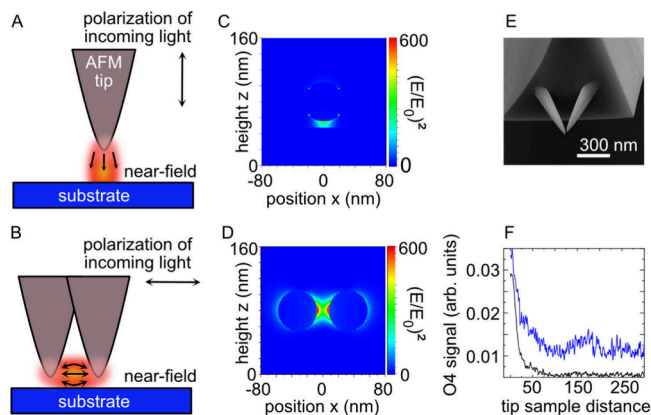 A
polarization of
incoming light
AFM
tip
near-field
substrate
B
polarization of
incoming light
near-field
substrate
C
height z (nm)
160
80
0
-80
0
80
position x (nm)
600
0
(E/E₀)²
D
height z (nm)
160
80
0
-80
0
80
position x (nm)
600
0
(E/E₀)²
E
300 nm
F
O4 signal (arb. units)
0.03
0.02
0.01
50
150
250
tip sample distance